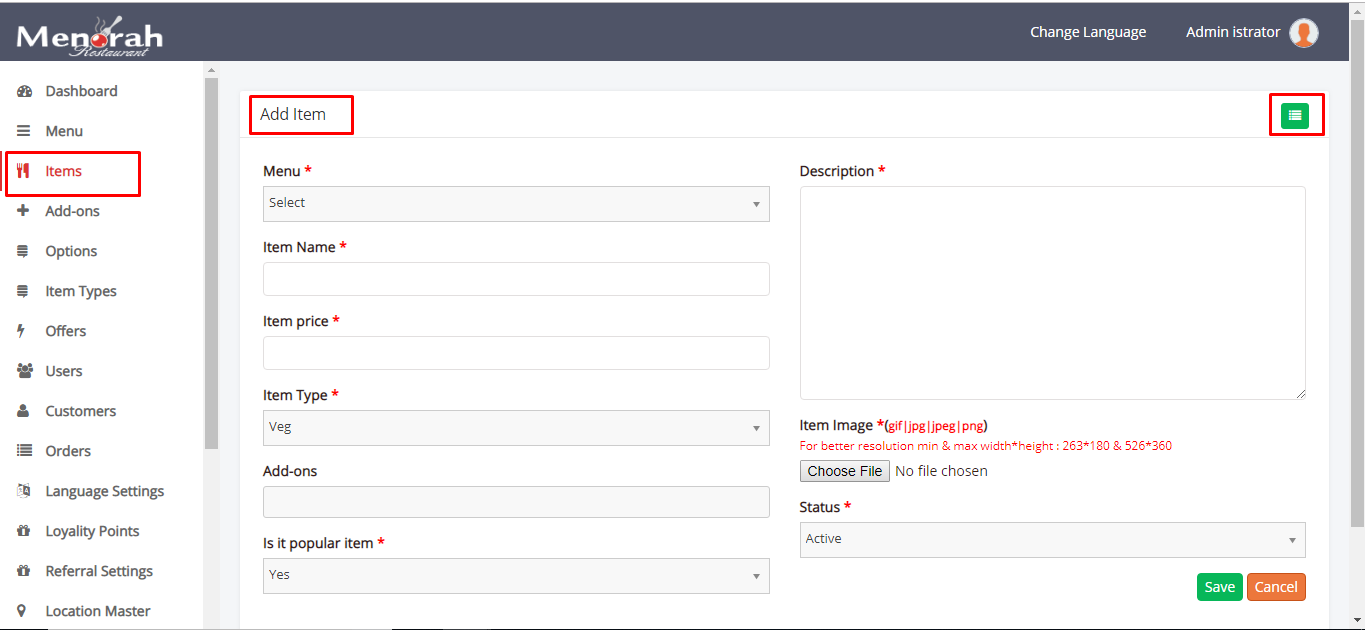 Menorah
Restaurant
Change Language
Admin istrator
Dashboard
Menu
Items
Add-ons
Options
Item Types
Offers
Users
Customers
Orders
Language Settings
Loyality Points
Referral Settings
Location Master
Add Item
Menu *
Select
Item Name *
Item price *
Item Type *
Veg
Add-ons
Is it popular item *
Yes
Description *
Item Image *(gif|jpg|jpeg|png)
For better resolution min & max width*height : 263*180 & 526*360
Choose File No file chosen
Status *
Active
Save Cancel